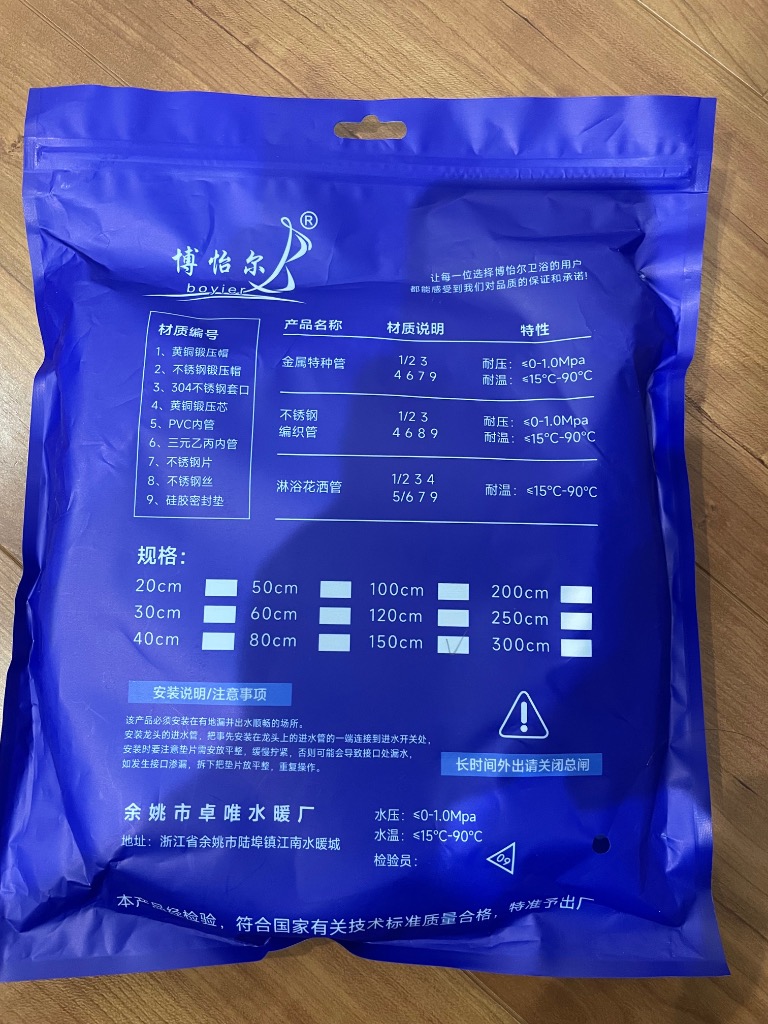 ®
博怡尔
boyier
让每一位选择博怡尔卫浴的用户
都能感受到我们对品质的保证和承诺!
材质编号
1、黄铜锻压帽
2、不锈钢锻压帽
3、304不锈钢套口
4、黄铜锻压芯
5、PVC内管
6、三元乙丙内管
7、不锈钢片
8、不锈钢丝
9、硅胶密封垫
产品名称 材质说明 特性
金属特种管 1/2 3 耐压：≤0-1.0Mpa
4 6 7 9 耐温：≤15°C-90°C
不锈钢 1/2 3 耐压：≤0-1.0Mpa
编织管 4 6 8 9 耐温：≤15°C-90°C
淋浴花洒管 1/2 3 4 耐温：≤15°C-90°C
5/6 7 9
规格：
20cm 50cm 100cm 200cm
30cm 60cm 120cm 250cm
40cm 80cm 150cm 300cm
安装说明/注意事项
该产品必须安装在有地漏并出水顺畅的场所。
安装龙头的进水管，把事先安装在龙头上的进水管的一端连接到进水开关处，
安装时要注意垫片需安放平整，缓慢拧紧，否则可能会导致接口处漏水，
如发生接口渗漏，拆下把垫片放平整，重复操作。
长时间外出请关闭总闸
余姚市卓唯水暖厂
地址：浙江省余姚市陆埠镇江南水暖城
水压：≤0-1.0Mpa
水温：≤15°C-90°C
检验员： 09
本产品经检验，符合国家有关技术标准质量合格，特准予出厂